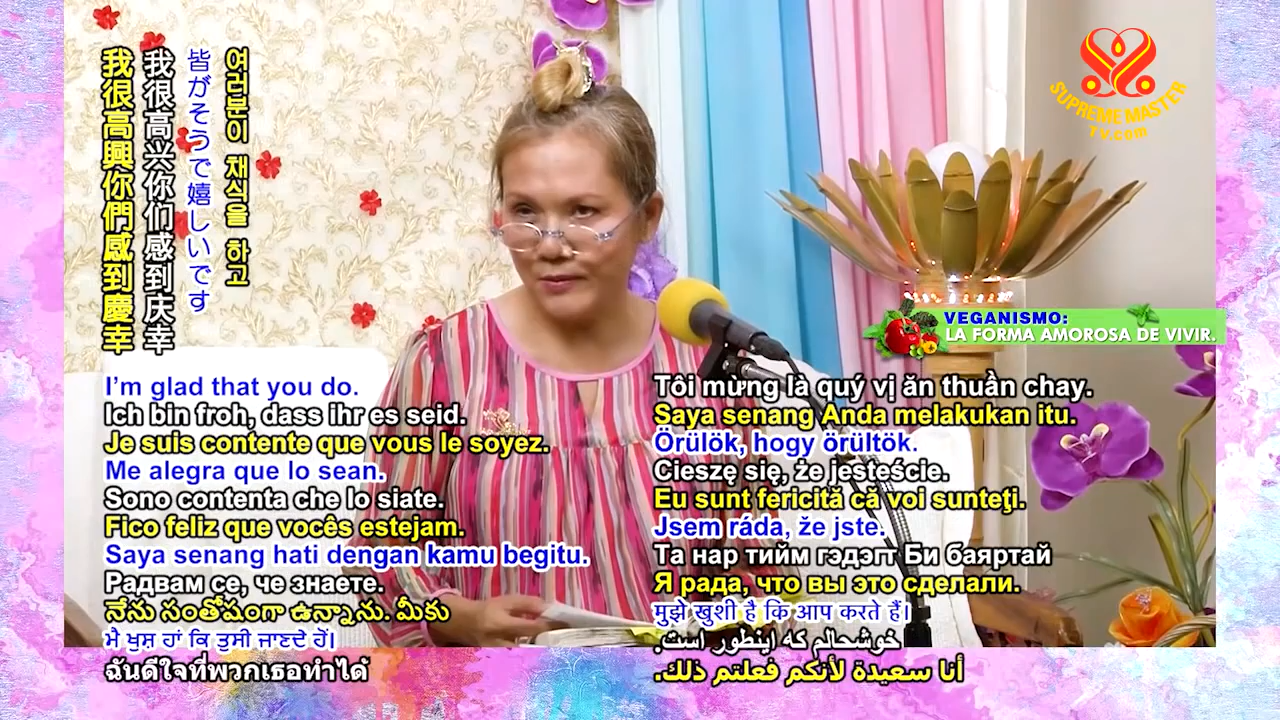 여러분이 채식을 하고
皆がそうで嬉しいです
我很高兴你们感到庆幸
我很高興你們感到慶幸
SUPREME MASTER
TV.com
VEGANISMO:
LA FORMA AMOROSA DE VIVIR.
I'm glad that you do.
Ich bin froh, dass ihr es seid.
Je suis contente que vous le soyez.
Me alegra que lo sean.
Sono contenta che lo siate.
Fico feliz que vocês estejam.
Saya senang hati dengan kamu begitu.
Радвам се, че знаете.
నేను సంతోషంగా ఉన్నాను. మీకు
ਮੈ ਖੁਸ਼ ਹਾਂ ਕਿ ਤੁਸੀ ਜਾਣਦੇ ਹੋਂ।
ฉันดีใจที่พวกเธอทำได้
Tôi mừng là quý vị ăn thuần chay.
Saya senang Anda melakukan itu.
Örülök, hogy örültök.
Cieszę się, że jesteście.
Eu sunt fericită că voi sunteţi.
Jsem ráda, že jste.
Та нар тийм гэдэгт Би баяртай
Я рада, что вы это сделали.
मुझे खुशी है कि आप करते हैं।
خوشحالم که اینطور است.
أنا سعيدة لأنكم فعلتم ذلك.